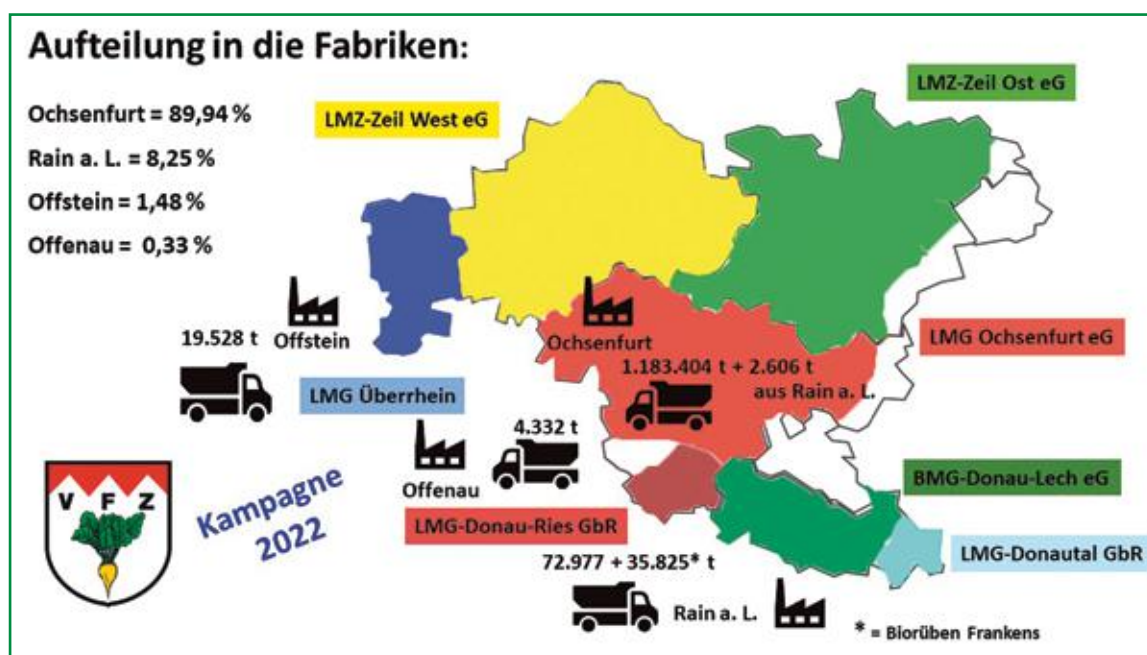 Aufteilung in die Fabriken:
Ochsenfurt = 89,94 %
Rain a. L. = 8,25 %
Offstein = 1,48 %
Offenau = 0,33 %
LMZ-Zeil West eG
LMZ-Zeil Ost eG
19.528 t
Offstein
Ochsenfurt
LMG Ochsenfurt eG
1.183.404 t + 2.606 t
aus Rain a. L.
LMG Überrhein
4.332 t
Offenau
VFZ
Kampagne
2022
BMG-Donau-Lech eG
LMG-Donau-Ries GbR
LMG-Donautal GbR
72.977 + 35.825* t
Rain a. L.
* = Biorüben Frankens